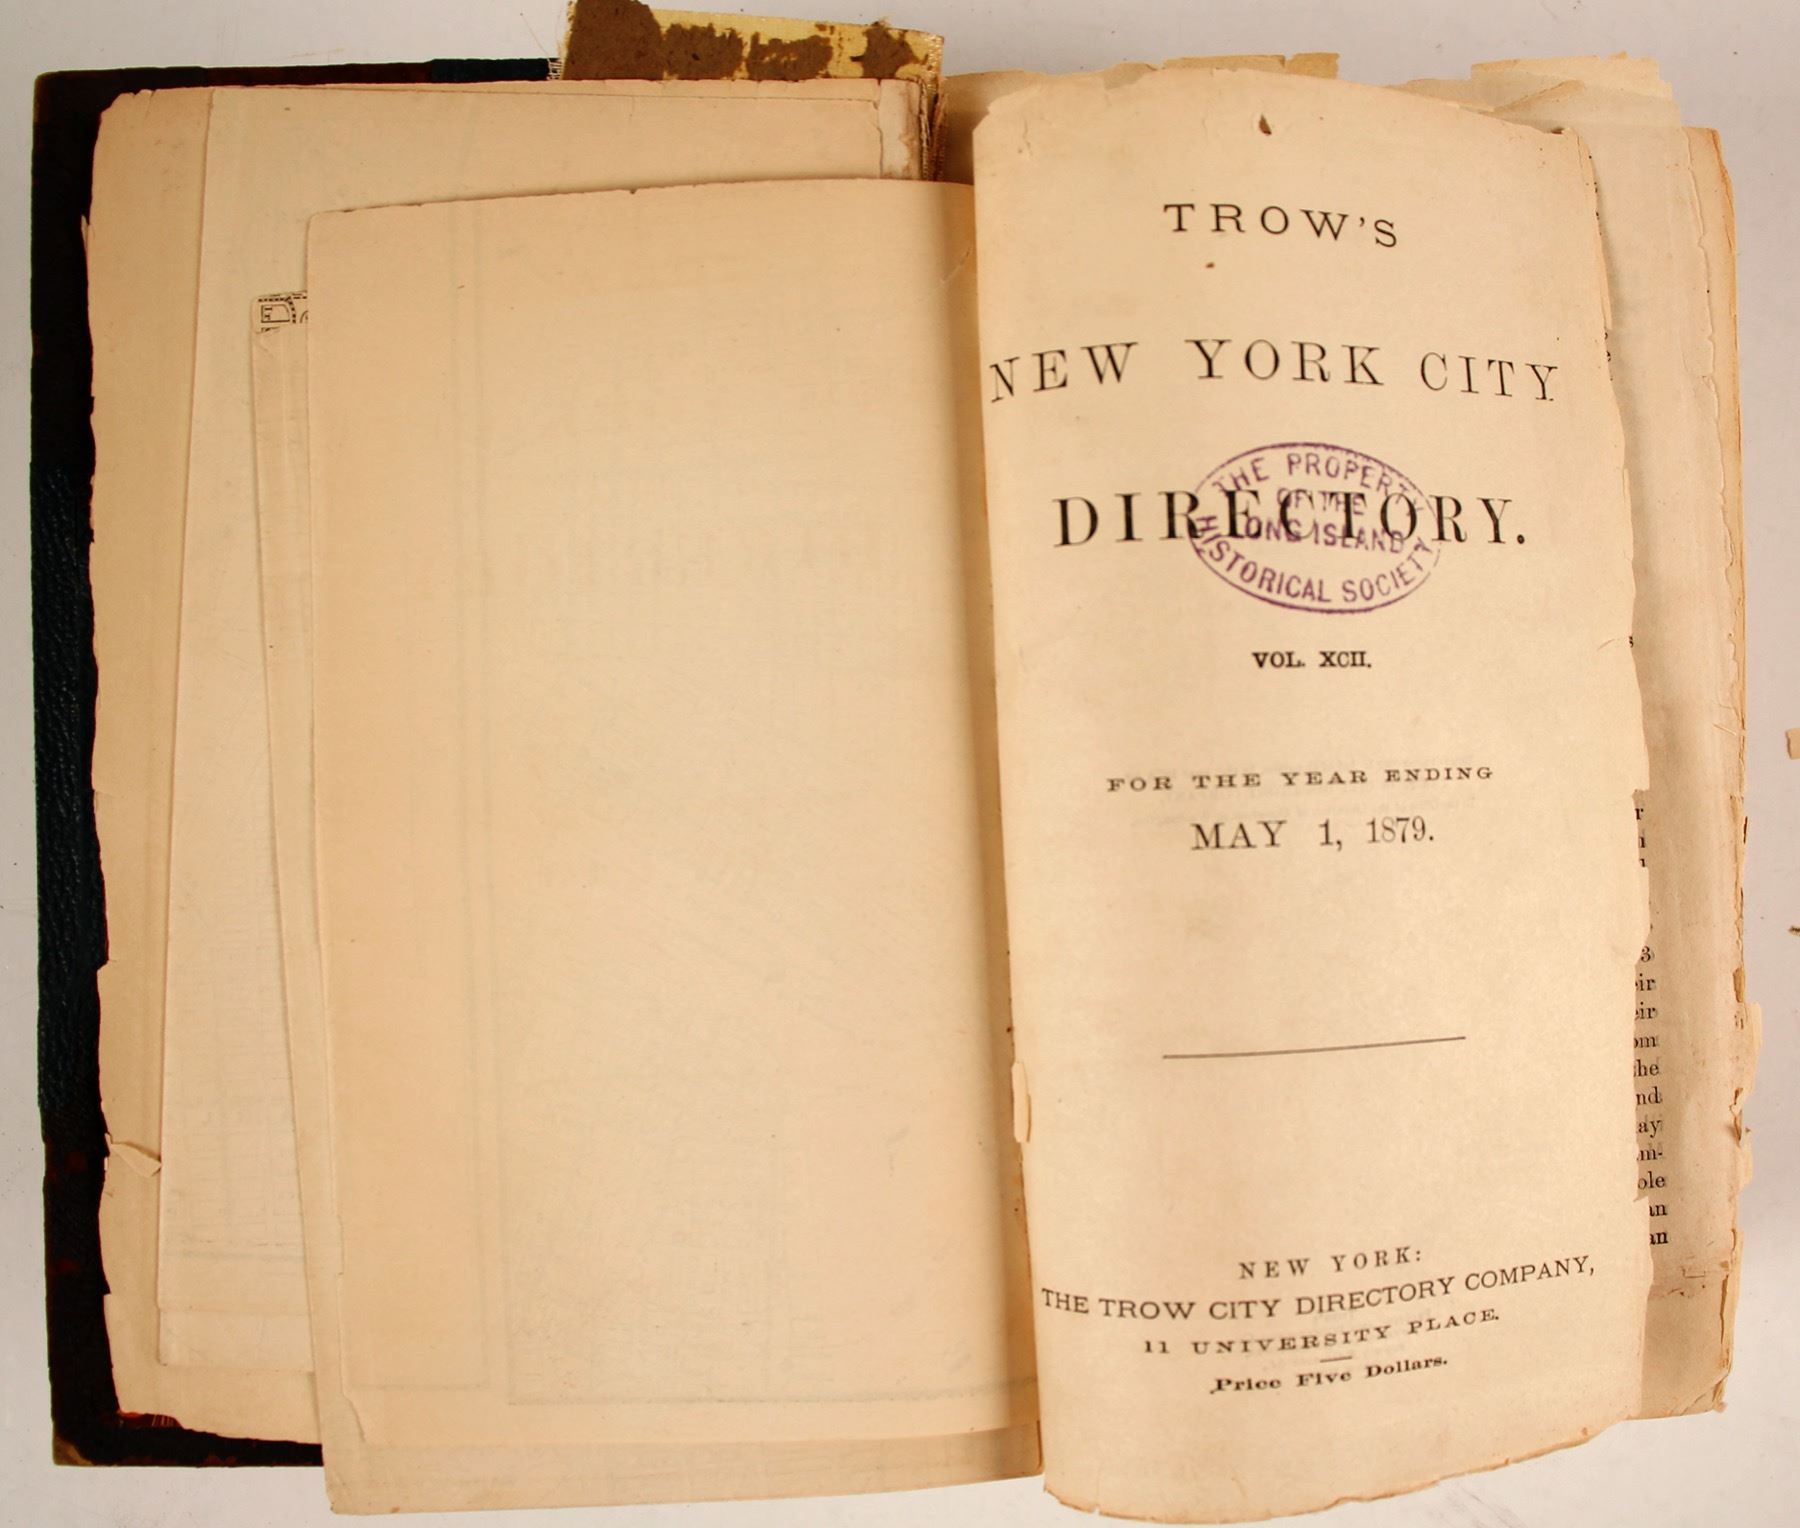 TROW'S
NEW YORK CITY
DIRECTORY.
THE PROPERTY
OF THE
LONG ISLAND
HISTORICAL SOCIETY
VOL. XCII.
FOR THE YEAR ENDING
MAY 1, 1879.
NEW YORK:
THE TROW CITY DIRECTORY COMPANY,
11 UNIVERSITY PLACE.
Price Five Dollars.